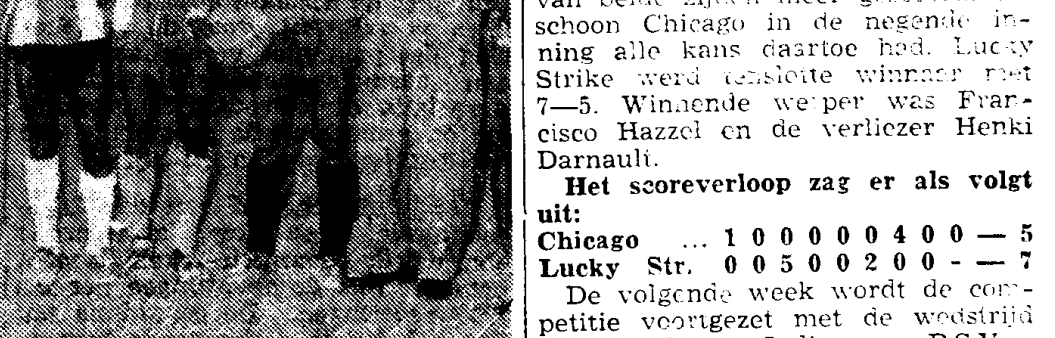 schoon Chicago in de negende in-
ning alle kans daartoe had. Lucky
Strike werd tenslotte winnaar met
7—5. Winnende werper was Fran-
cisco Hazzel en de verliezer Henki
Darnault.
Het scoreverloop zag er als volgt
uit:
Chicago ... 1 0 0 0 0 0 4 0 0 — 5
Lucky Str. 0 0 5 0 0 2 0 0 - — 7
De volgende week wordt de com-
petitie voortgezet met de wedstrijd